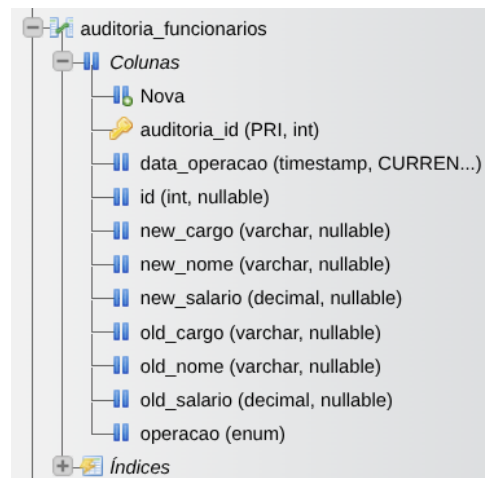 auditoria_funcionarios
Colunas
Nova
auditoria_id (PRI, int)
data_operacao (timestamp, CURREN...)
id (int, nullable)
new_cargo (varchar, nullable)
new_nome (varchar, nullable)
new_salario (decimal, nullable)
old_cargo (varchar, nullable)
old_nome (varchar, nullable)
old_salario (decimal, nullable)
operacao (enum)
Índices